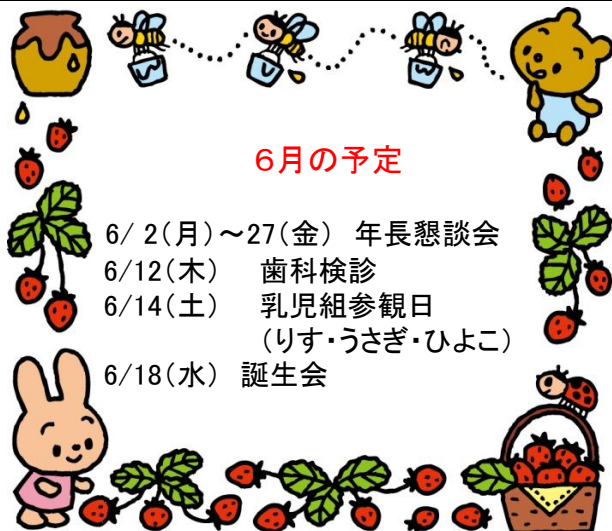 ６月の予定
6/ 2(月)～27(金) 年長懇談会
6/12(木) 歯科検診
6/14(土) 乳児組参観日
(りす・うさぎ・ひよこ)
6/18(水) 誕生会